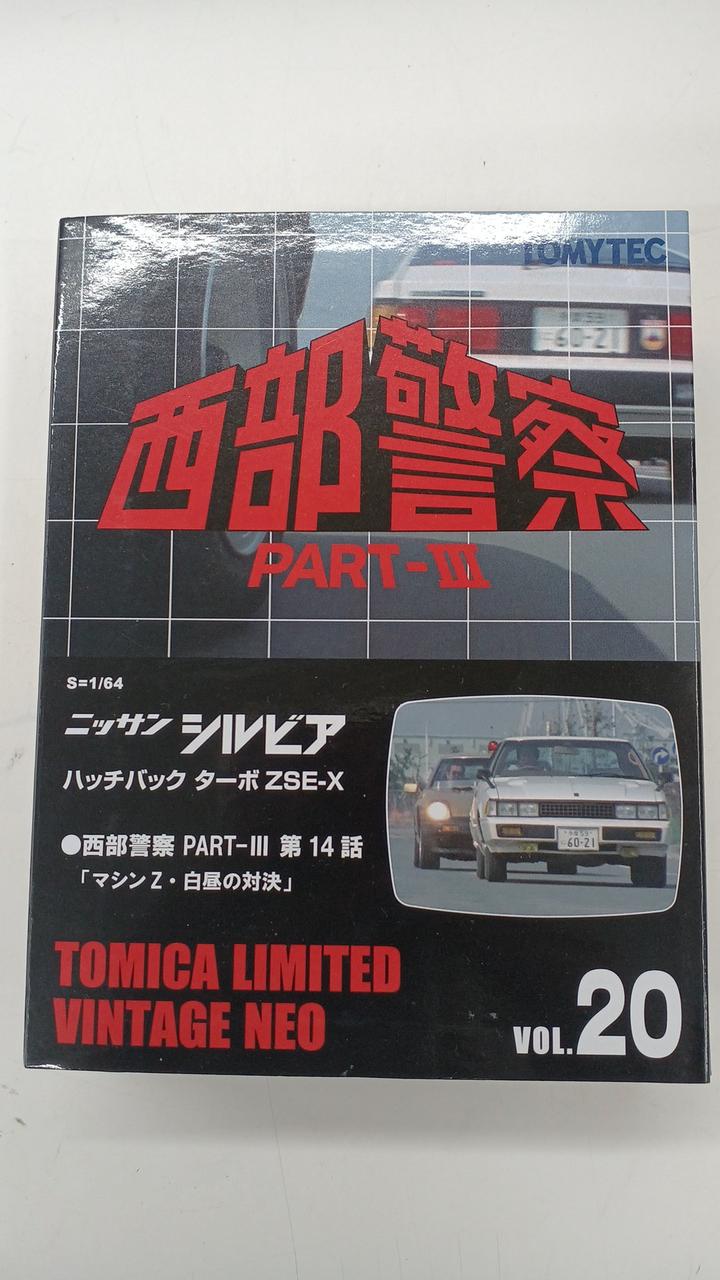 TOMYTEC
60-21
西部警察
PART-III
S=1/64
ニッサン シルビア
ハッチバック ターボ ZSE-X
●西部警察 PART-III 第14話
「マシンZ・白昼の対決」
60-21
TOMICA LIMITED
VINTAGE NEO
VOL.20